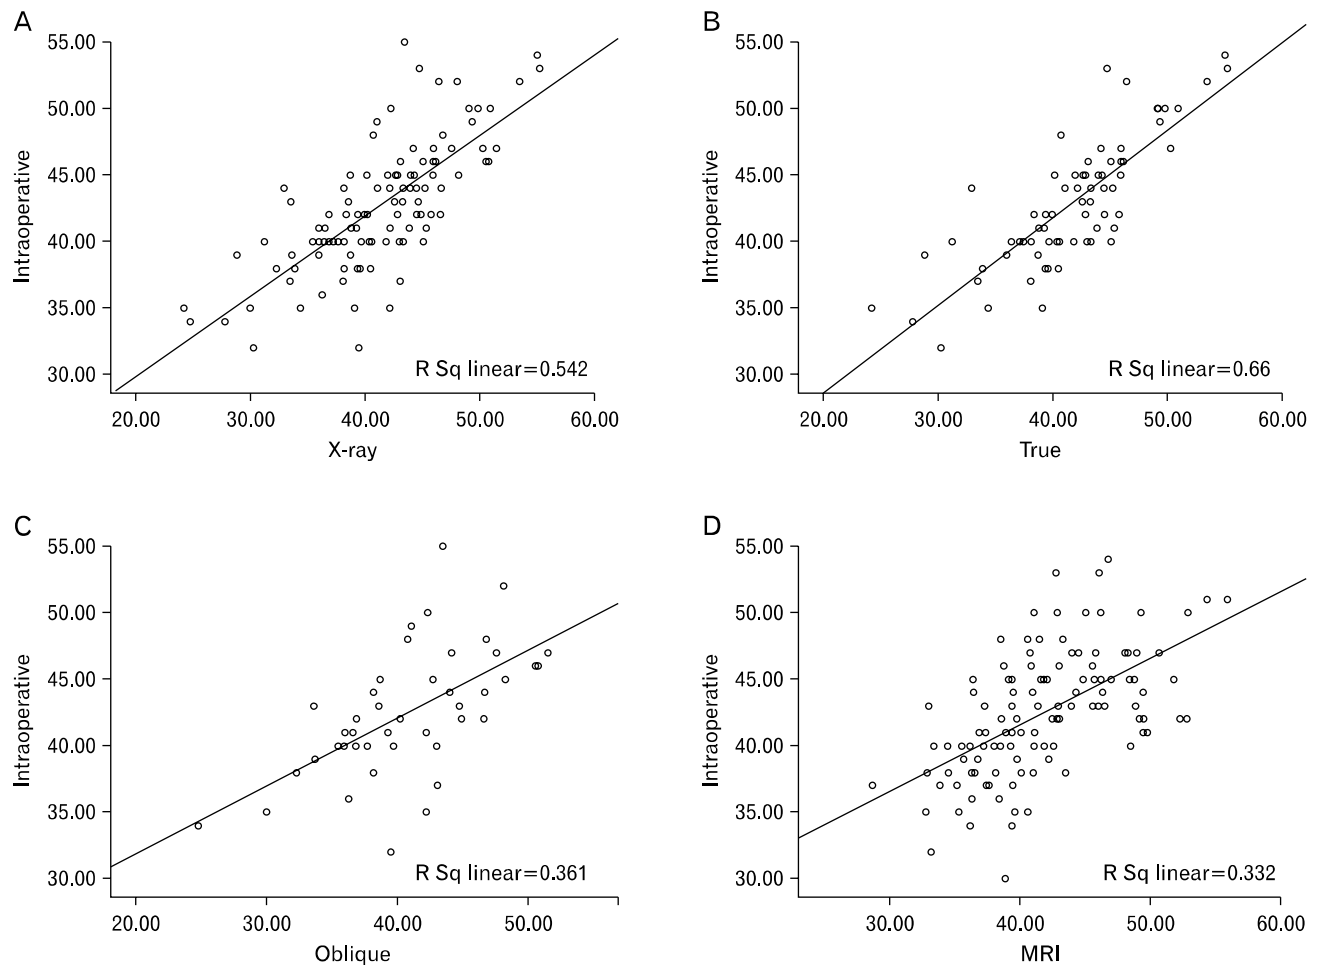 A
55.00
50.00
45.00
40.00
35.00
30.00
Intraoperative
R Sq linear=0.542
20.00 30.00 40.00 50.00 60.00
X-ray
B
55.00
50.00
45.00
40.00
35.00
30.00
Intraoperative
R Sq linear=0.66
20.00 30.00 40.00 50.00 60.00
True
C
55.00
50.00
45.00
40.00
35.00
30.00
Intraoperative
R Sq linear=0.361
20.00 30.00 40.00 50.00
Oblique
D
55.00
50.00
45.00
40.00
35.00
30.00
Intraoperative
R Sq linear=0.332
30.00 40.00 50.00 60.00
MRI